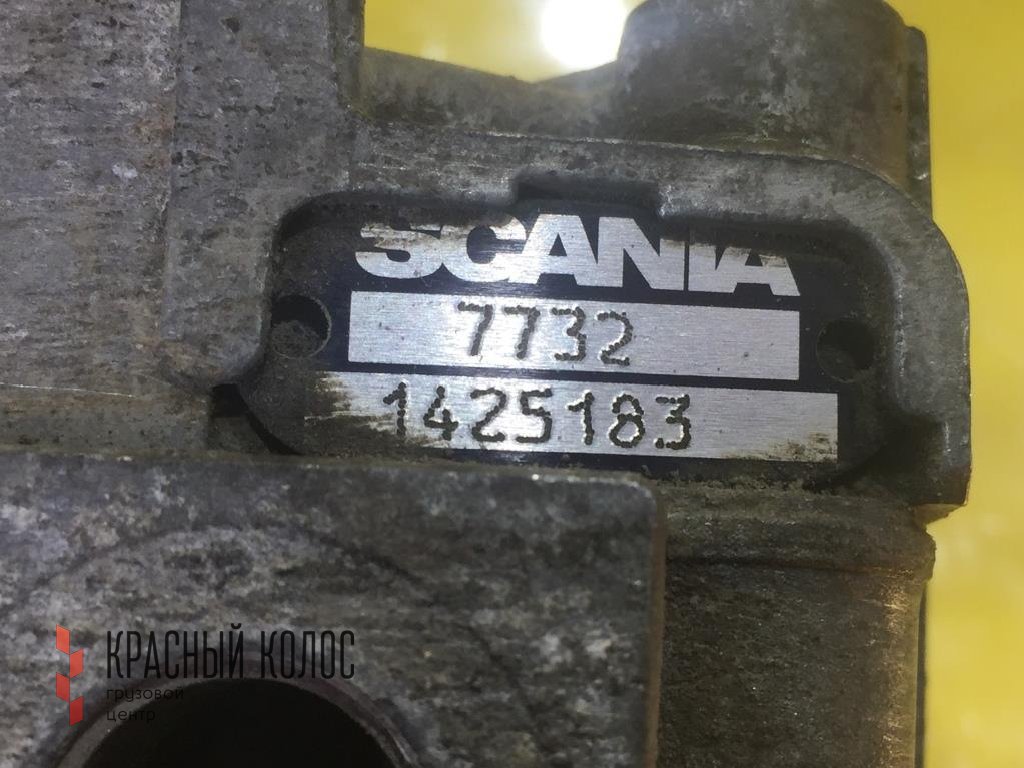 SCANIA
7732
1425183
КРАСНЫЙ КОЛОС
грузовой
центр